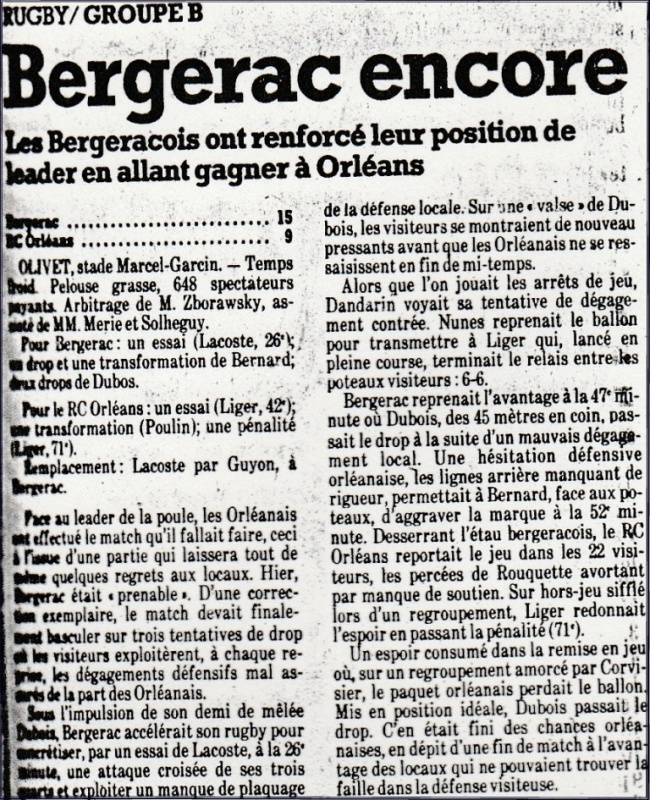 RUGBY/ GROUPE B
Bergerac encore
Les Bergeracois ont renforcé leur position de
leader en allant gagner à Orléans
Bergerac .............................. 15
RC Orléans ........................... 9
OLIVET, stade Marcel-Garcin. — Temps
froid. Pelouse grasse, 648 spectateurs
payants. Arbitrage de M. Zborawsky, as-
sisté de MM. Merie et Solheguy.
Pour Bergerac : un essai (Lacoste, 26e);
un drop et une transformation de Bernard;
deux drops de Dubos.
Pour le RC Orléans : un essai (Liger, 42e);
une transformation (Poulin); une pénalité
(Liger, 71e).
Remplacement : Lacoste par Guyon, à
Bergerac.
Face au leader de la poule, les Orléanais
ont effectué le match qu'il fallait faire, ceci
à l'issue d'une partie qui laissera tout de
même quelques regrets aux locaux. Hier,
Bergerac était « prenable ». D'une correc-
tion exemplaire, le match devait finale-
ment basculer sur trois tentatives de drop
où les visiteurs exploitèrent, à chaque re-
prise, les dégagements défensifs mal as-
surés de la part des Orléanais.
Sous l'impulsion de son demi de mêlée
Dubois, Bergerac accélérait son rugby pour
concrétiser, par un essai de Lacoste, à la 26e
minute, une attaque croisée de ses trois
quarts et exploiter un manque de plaquage
de la défense locale. Sur une « valse » de Du-
bois, les visiteurs se montraient de nouveau
pressants avant que les Orléanais ne se res-
saisissent en fin de mi-temps.
Alors que l'on jouait les arrêts de jeu,
Dandarin voyait sa tentative de dégage-
ment contrée. Nunes reprenait le ballon
pour transmettre à Liger qui, lancé en
pleine course, terminait le relais entre les
poteaux visiteurs : 6-6.
Bergerac reprenait l'avantage à la 47e mi-
nute où Dubois, des 45 mètres en coin, pas-
sait le drop à la suite d'un mauvais dégage-
ment local. Une hésitation défensive
orléanaise, les lignes arrière manquant de
rigueur, permettait à Bernard, face aux po-
teaux, d'aggraver la marque à la 52e mi-
nute. Desserrant l'étau bergeracois, le RC
Orléans reportait le jeu dans les 22 visi-
teurs, les percées de Rouquette avortant
par manque de soutien. Sur hors-jeu sifflé
lors d'un regroupement, Liger redonnait
l'espoir en passant la pénalité (71e).
Un espoir consumé dans la remise en jeu
où, sur un regroupement amorcé par Corvi-
sier, le paquet orléanais perdait le ballon.
Mis en position idéale, Dubois passait le
drop. C'en était fini des chances orléa-
naises, en dépit d'une fin de match à l'avan-
tage des locaux qui ne pouvaient trouver la
faille dans la défense visiteuse.